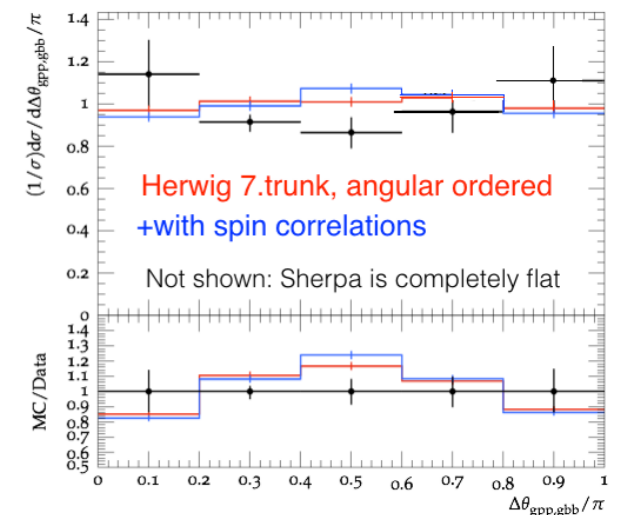 (1/σ)dσ/dΔθgpp,gbb/π
1.4
1.2
1
0.8
0.6
0.4
0.2
0
Herwig 7.trunk, angular ordered
+with spin correlations
Not shown: Sherpa is completely flat
MC/Data
1.4
1.3
1.2
1.1
1
0.9
0.8
0.7
0.6
0.5
0 0.1 0.2 0.3 0.4 0.5 0.6 0.7 0.8 0.9 1
Δθgpp,gbb/π